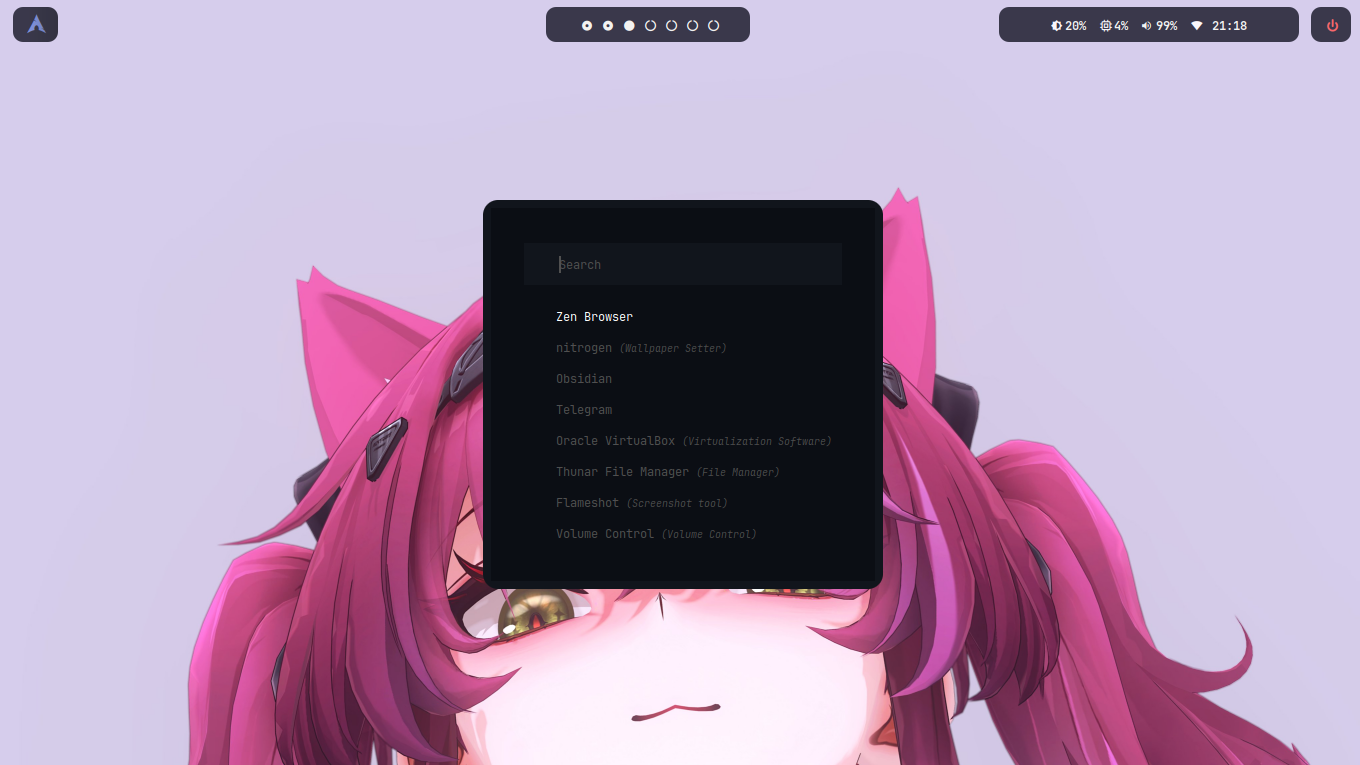 20% 4% 99% 21:18
Search
Zen Browser
nitrogen (Wallpaper Setter)
Obsidian
Telegram
Oracle VirtualBox (Virtualization Software)
Thunar File Manager (File Manager)
Flameshot (Screenshot tool)
Volume Control (Volume Control)